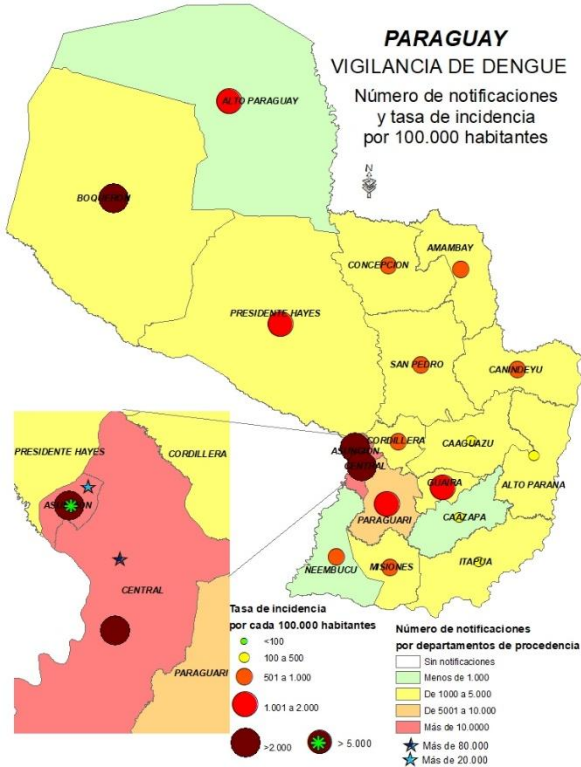 PARAGUAY
VIGILANCIA DE DENGUE
Número de notificaciones
y tasa de incidencia
por 100.000 habitantes
N
ALTO PARAGUAY
BOQUERON
CONCEPCION
AMAMBAY
PRESIDENTE HAYES
SAN PEDRO
CANINDEYU
ASUNCION
CORDILLERA
CAAGUAZU
CENTRAL
ALTO PARANA
GUAIRA
PARAGUARI
CAAZAPA
ÑEEMBUCU
MISIONES
ITAPUA
PRESIDENTE HAYES
CORDILLERA
ASUNCION
CENTRAL
PARAGUARI
Tasa de incidencia
por cada 100.000 habitantes
<100
100 a 500
501 a 1.000
1.001 a 2.000
>2.000
> 5.000
Número de notificaciones
por departamentos de procedencia
Sin notificaciones
Menos de 1.000
De 1000 a 5.000
De 5001 a 10.000
Más de 10.0000
Más de 80.000
Más de 20.000